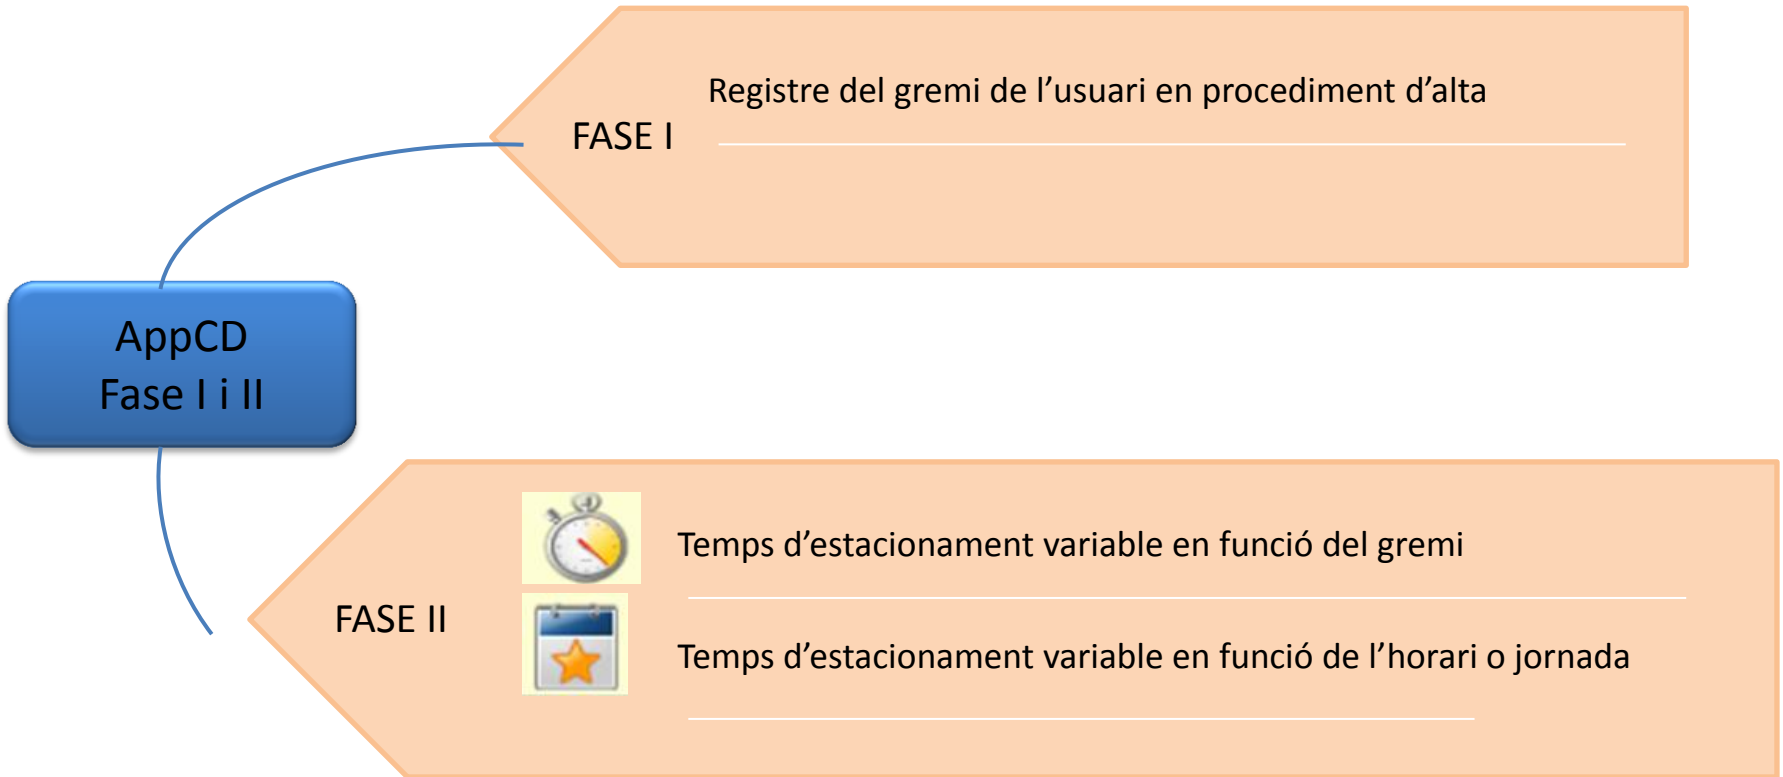 Registre del gremi de l’usuari en procediment d’alta
FASE I
AppCD
Fase I i II
Temps d’estacionament variable en funció del gremi
FASE II
Temps d’estacionament variable en funció de l’horari o jornada